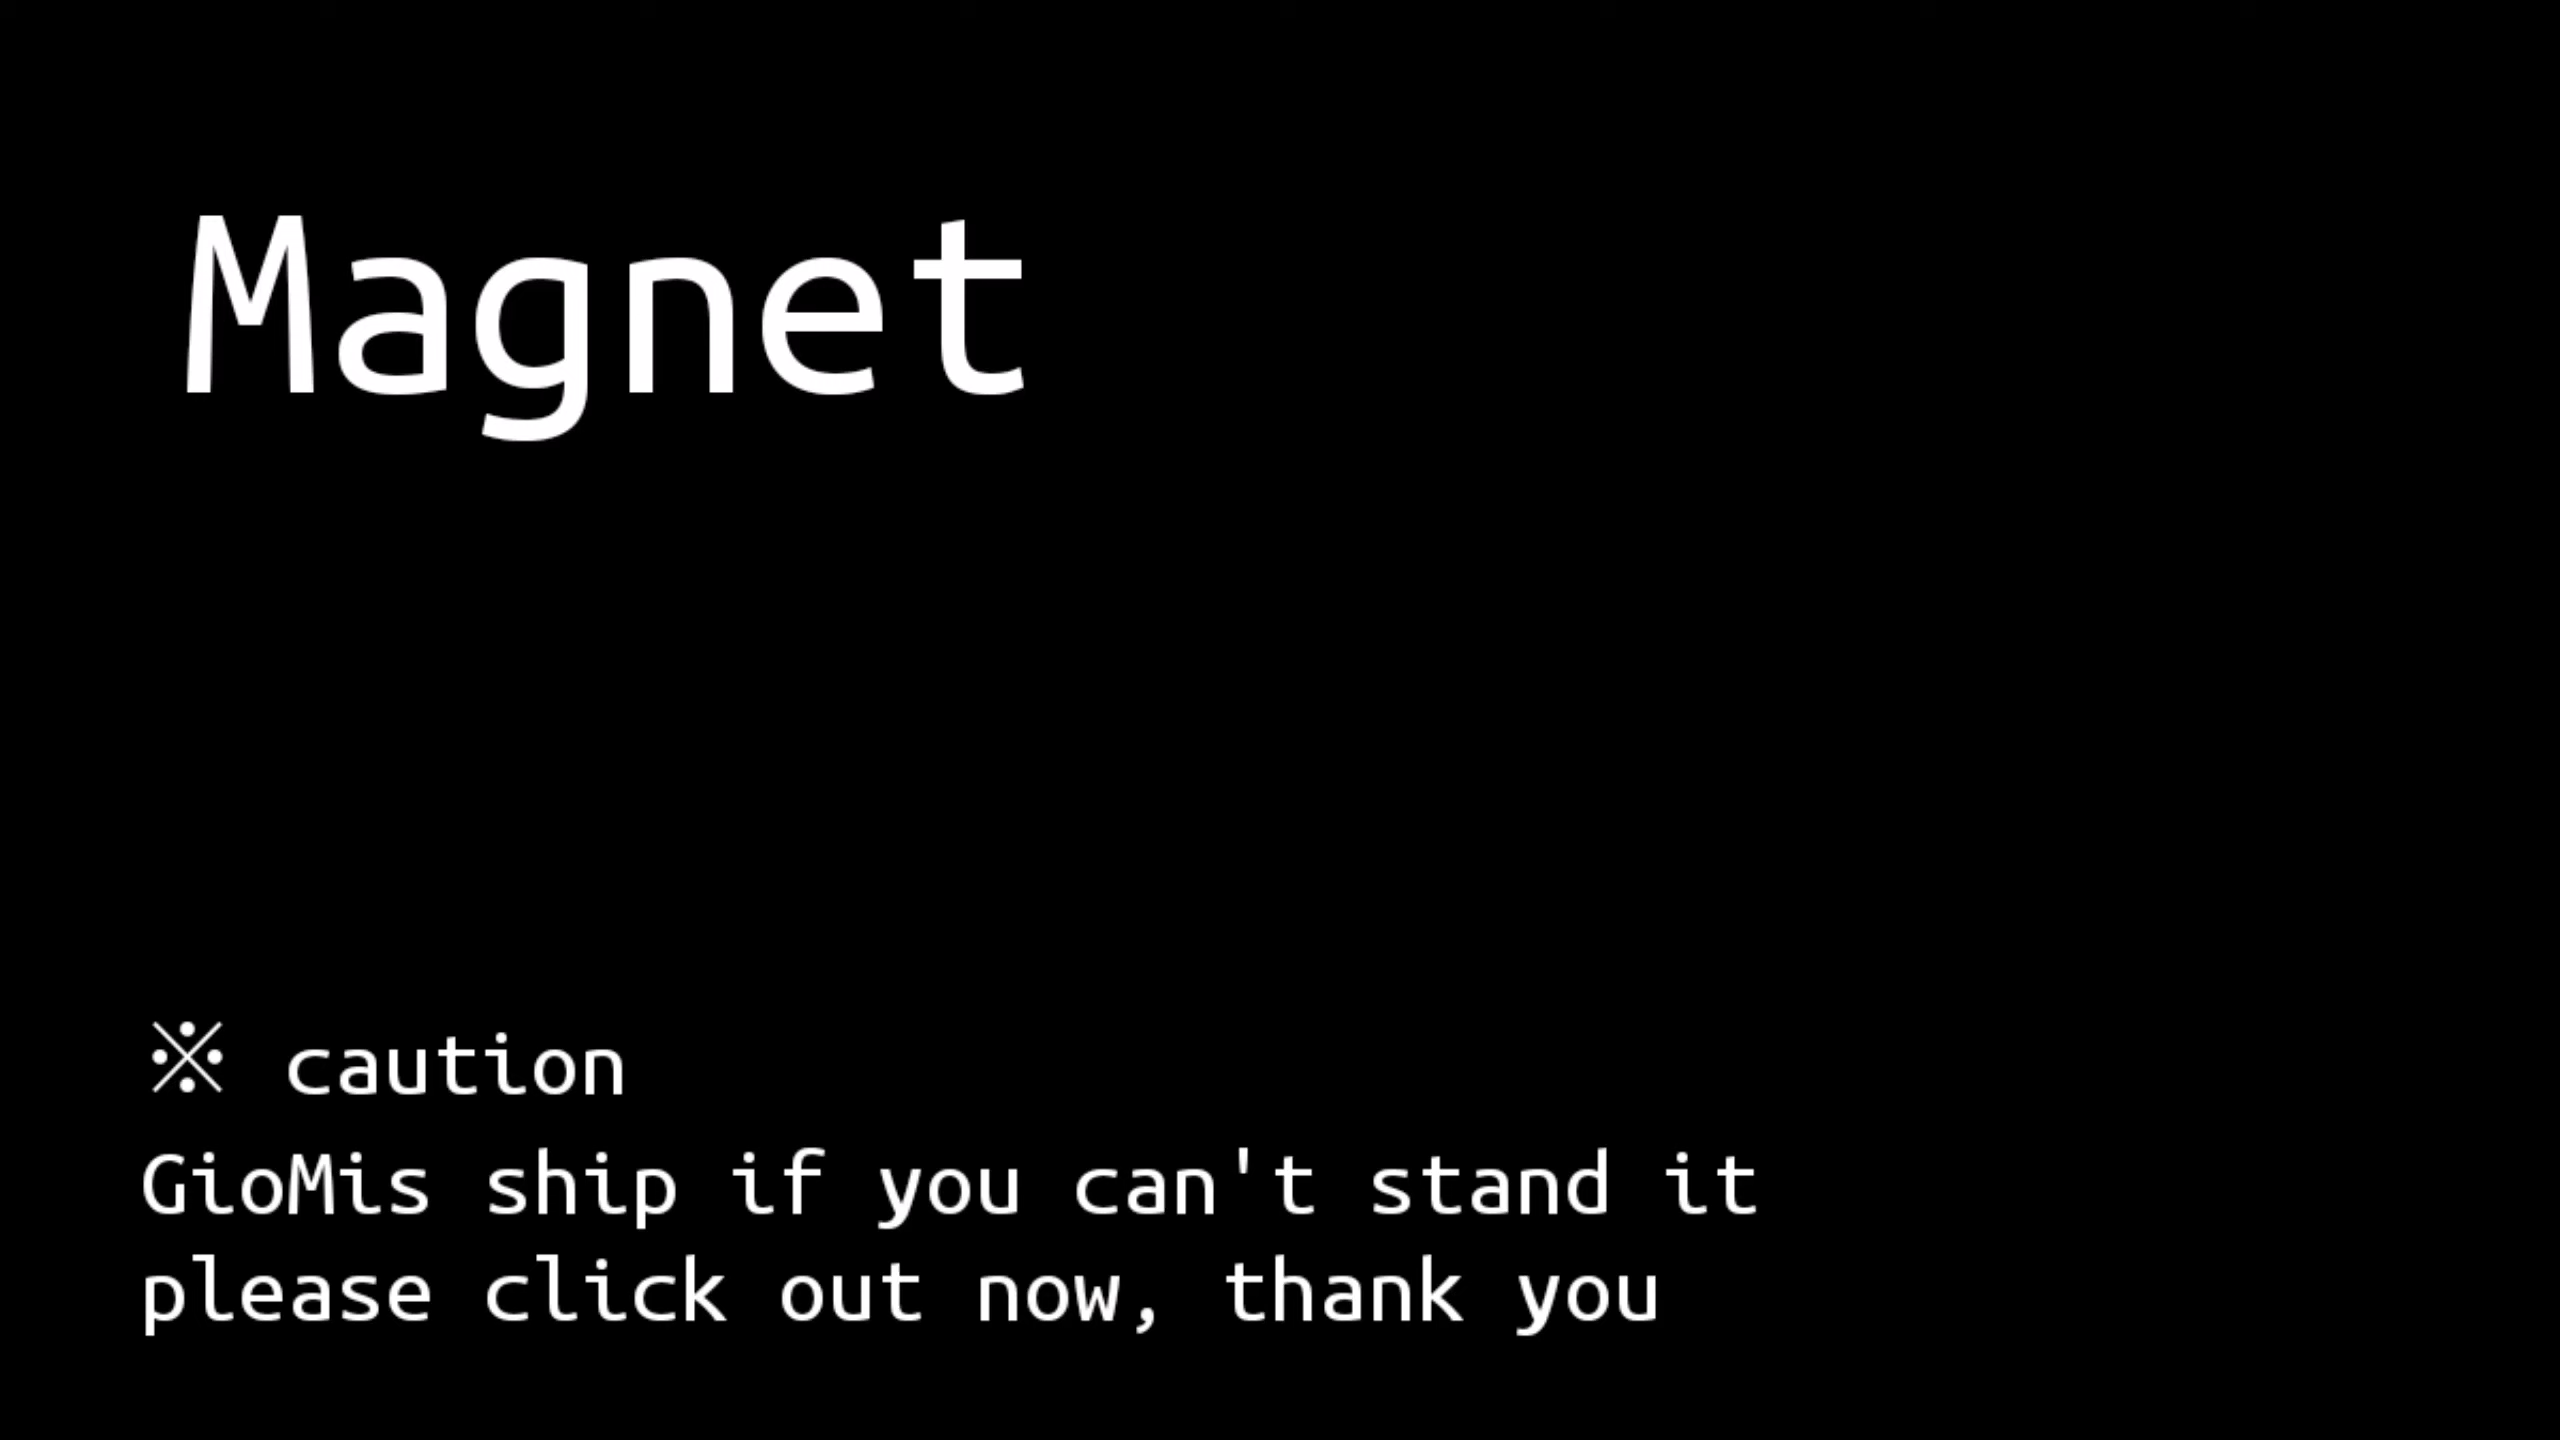 Magnet
※ caution
GioMis ship if you can't stand it
please click out now, thank you